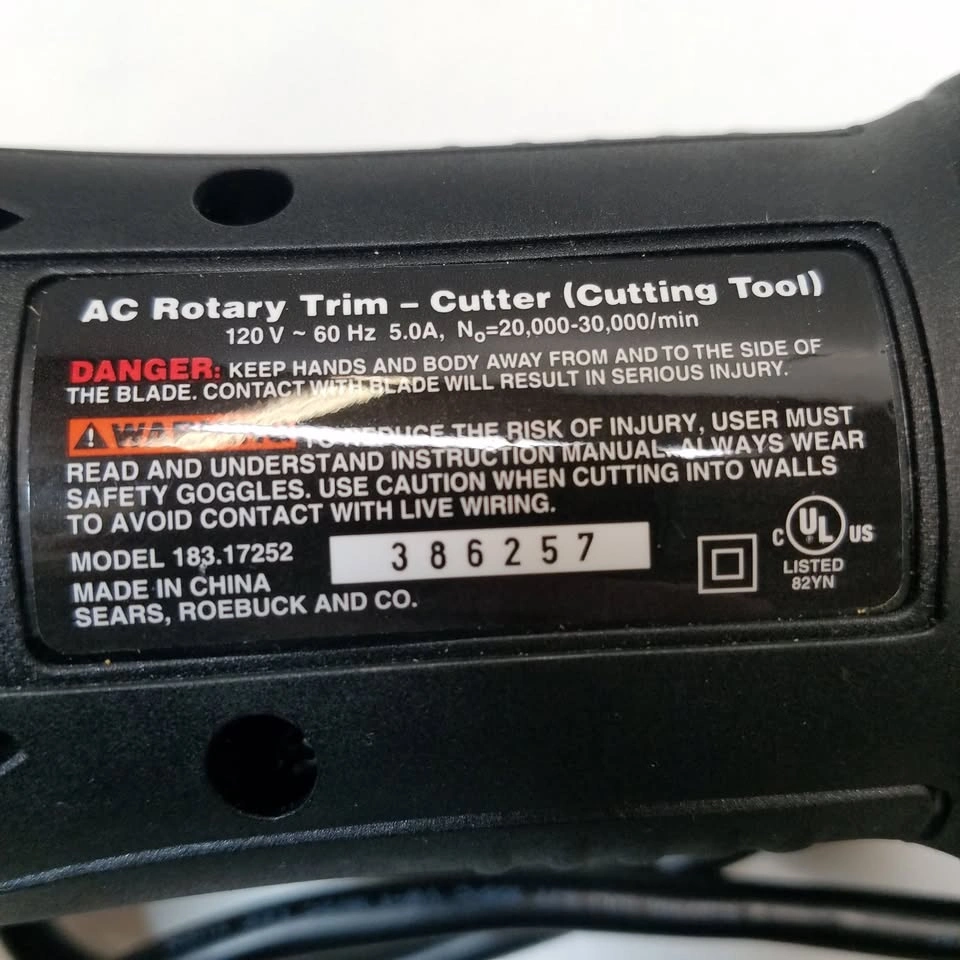 AC Rotary Trim – Cutter (Cutting Tool)
120 V ~ 60 Hz 5.0A, No=20,000-30,000/min
DANGER: KEEP HANDS AND BODY AWAY FROM AND TO THE SIDE OF
THE BLADE. CONTACT WITH BLADE WILL RESULT IN SERIOUS INJURY.
WARNING: TO REDUCE THE RISK OF INJURY, USER MUST
READ AND UNDERSTAND INSTRUCTION MANUAL. ALWAYS WEAR
SAFETY GOGGLES. USE CAUTION WHEN CUTTING INTO WALLS
TO AVOID CONTACT WITH LIVE WIRING.
MODEL 183.17252
386257
MADE IN CHINA
SEARS, ROEBUCK AND CO.
C UL US
LISTED
82YN